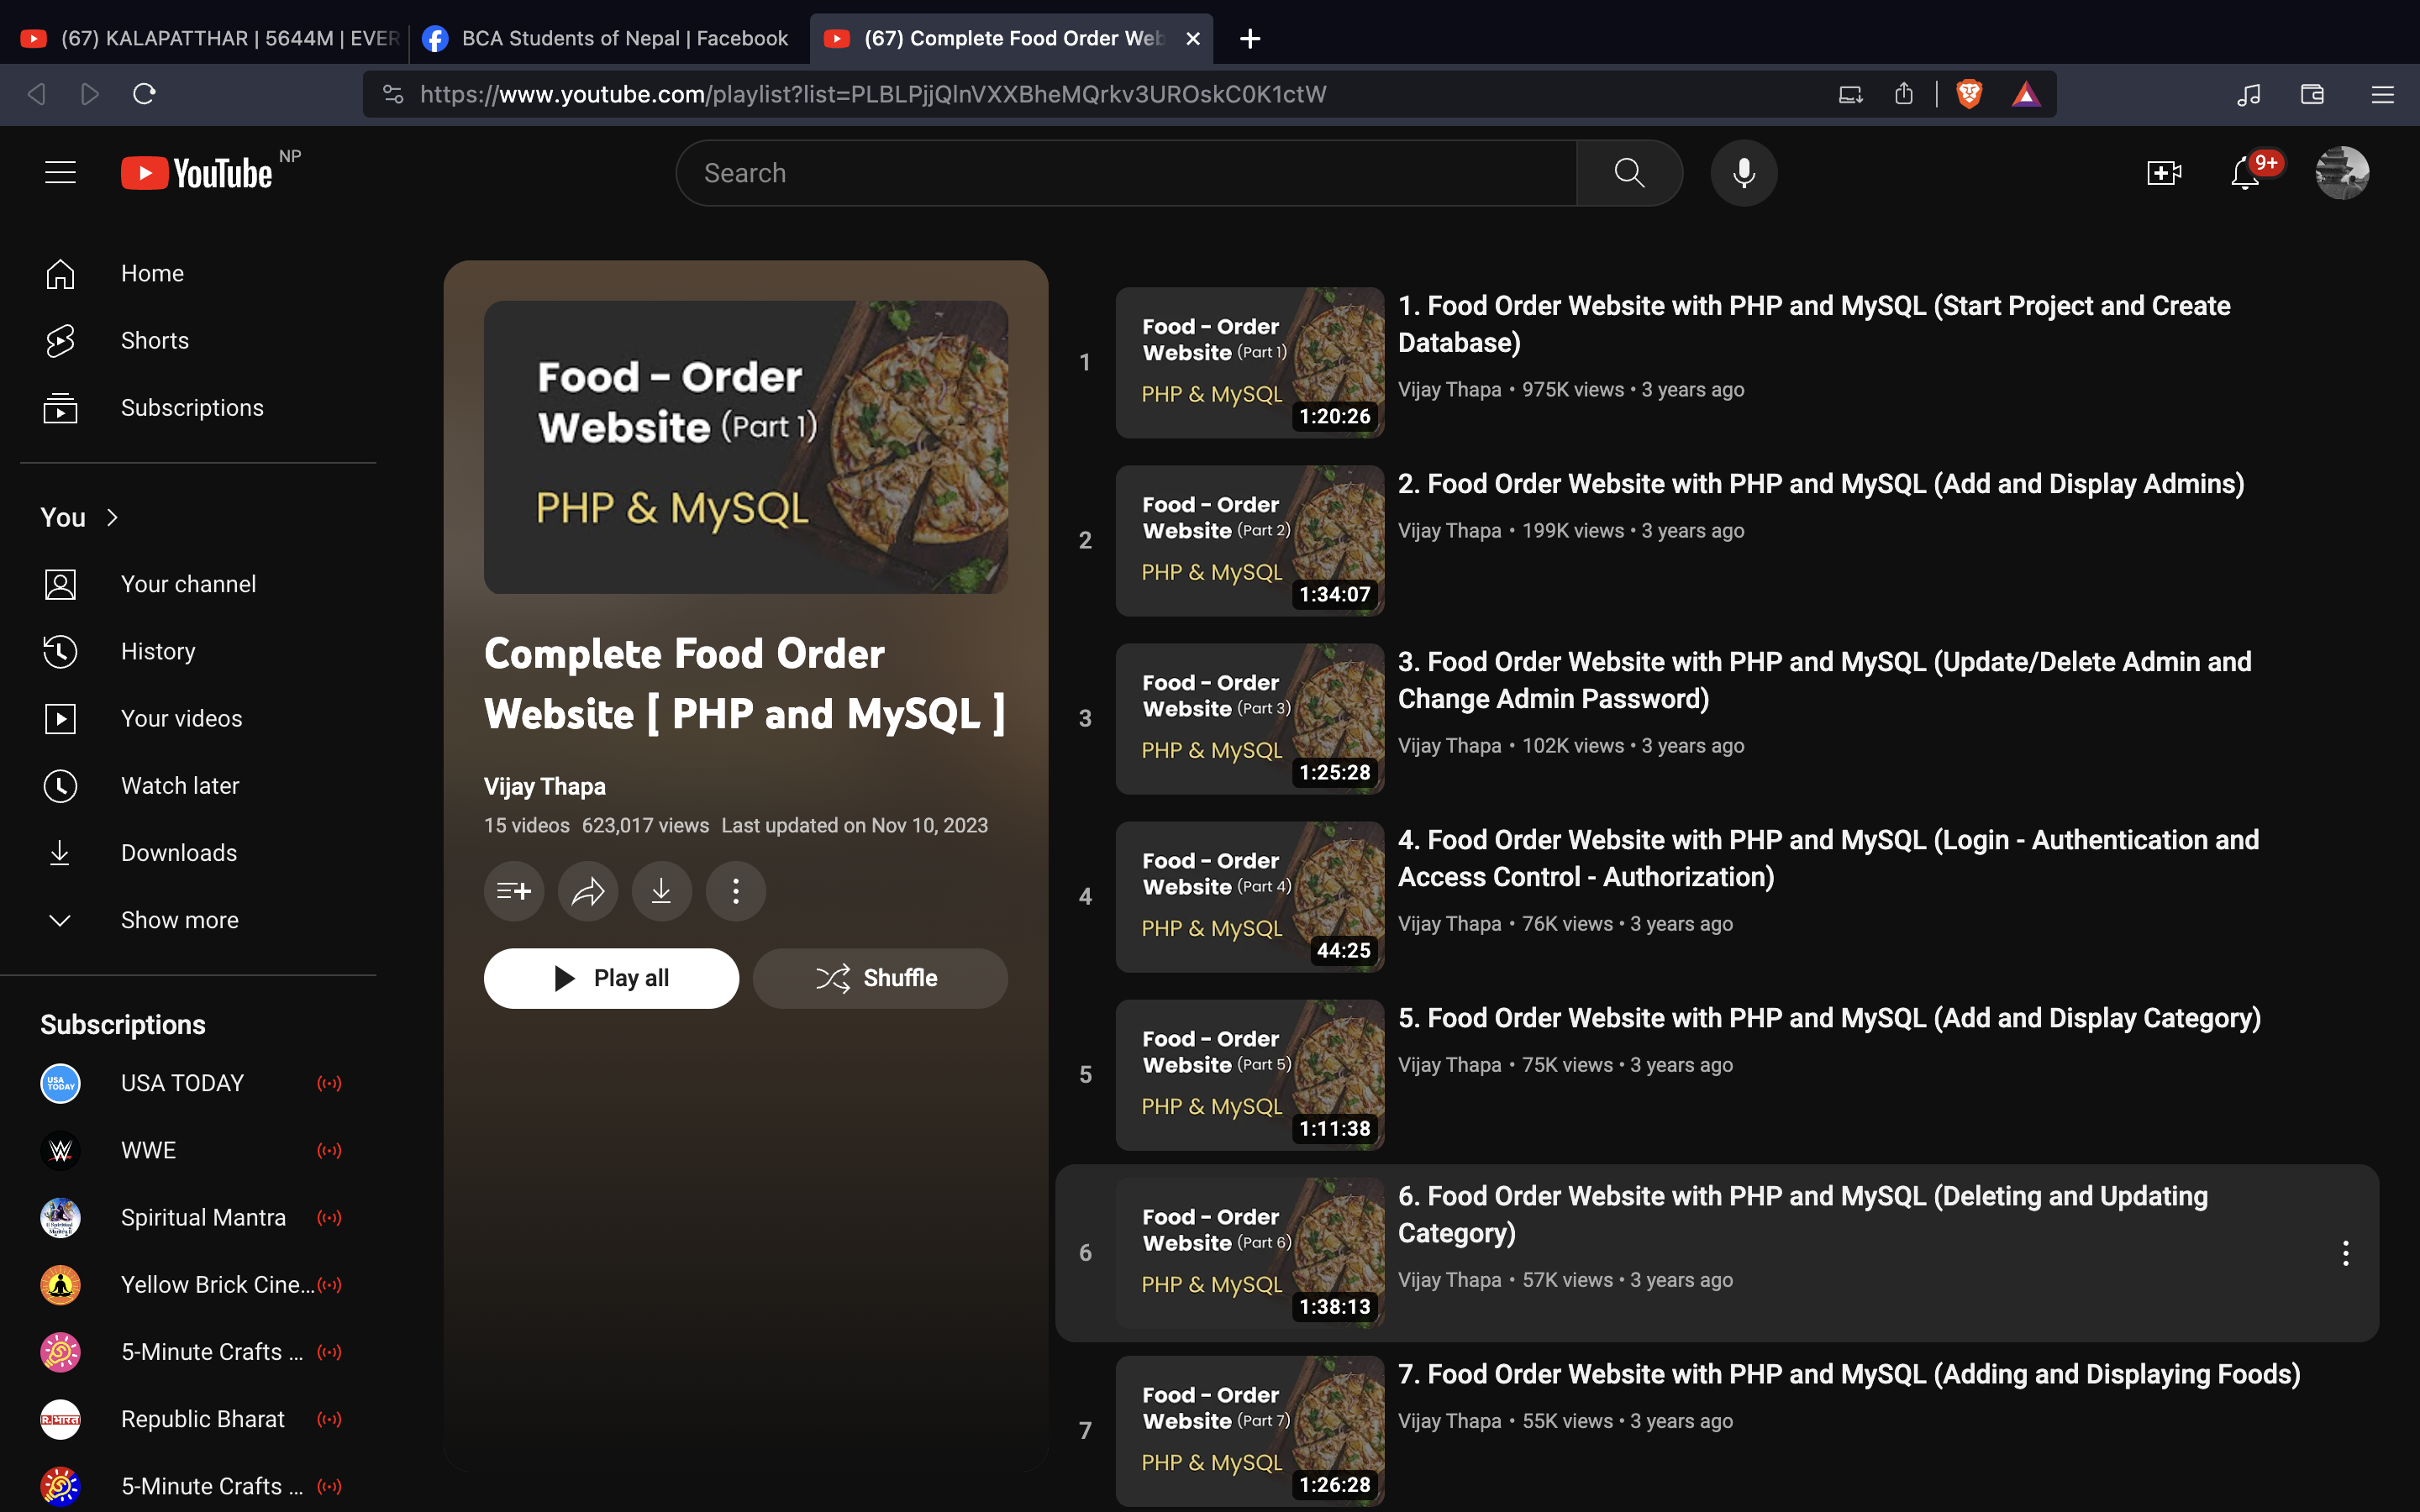 (67) KALAPATTHAR | 5644M | EVER
BCA Students of Nepal | Facebook
(67) Complete Food Order Web
https://www.youtube.com/playlist?list=PLBLPjjQlnVXXBheMQrkv3UROskC0K1ctW
YouTube NP
Search
9+
Home
Shorts
Subscriptions
You
Your channel
History
Your videos
Watch later
Downloads
Show more
Subscriptions
USA TODAY
USA TODAY
WWE
Spiritual Mantra
Yellow Brick Cine...
5-Minute Crafts ...
Republic Bharat
5-Minute Crafts ...
Food - Order
Website (Part 1)
PHP & MySQL
Complete Food Order
Website [ PHP and MySQL ]
Vijay Thapa
15 videos 623,017 views Last updated on Nov 10, 2023
Play all
Shuffle
1
Food - Order
Website (Part 1)
PHP & MySQL
1:20:26
1. Food Order Website with PHP and MySQL (Start Project and Create
Database)
Vijay Thapa • 975K views • 3 years ago
2
Food - Order
Website (Part 2)
PHP & MySQL
1:34:07
2. Food Order Website with PHP and MySQL (Add and Display Admins)
Vijay Thapa • 199K views • 3 years ago
3
Food - Order
Website (Part 3)
PHP & MySQL
1:25:28
3. Food Order Website with PHP and MySQL (Update/Delete Admin and
Change Admin Password)
Vijay Thapa • 102K views • 3 years ago
4
Food - Order
Website (Part 4)
PHP & MySQL
44:25
4. Food Order Website with PHP and MySQL (Login - Authentication and
Access Control - Authorization)
Vijay Thapa • 76K views • 3 years ago
5
Food - Order
Website (Part 5)
PHP & MySQL
1:11:38
5. Food Order Website with PHP and MySQL (Add and Display Category)
Vijay Thapa • 75K views • 3 years ago
6
Food - Order
Website (Part 6)
PHP & MySQL
1:38:13
6. Food Order Website with PHP and MySQL (Deleting and Updating
Category)
Vijay Thapa • 57K views • 3 years ago
7
Food - Order
Website (Part 7)
PHP & MySQL
1:26:28
7. Food Order Website with PHP and MySQL (Adding and Displaying Foods)
Vijay Thapa • 55K views • 3 years ago